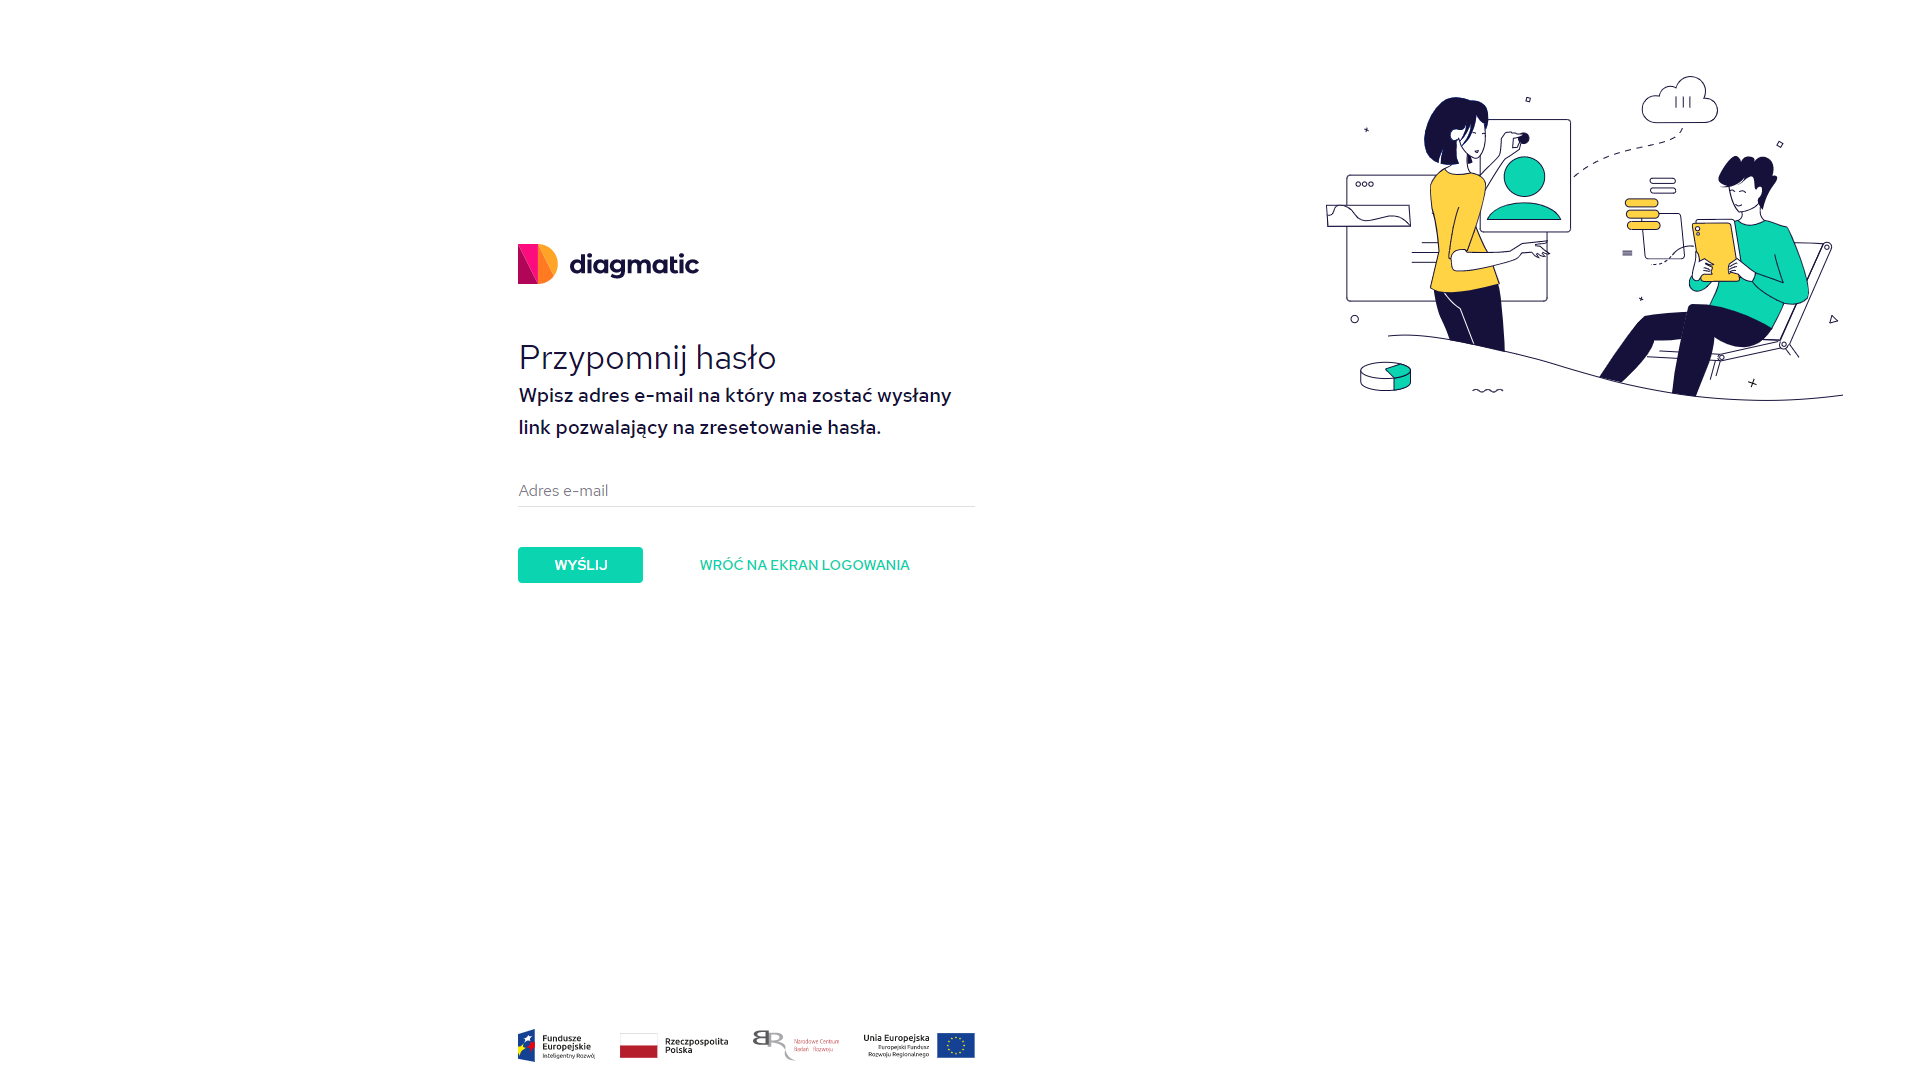 diagmatic
Przypomnij hasło
Wpisz adres e-mail na który ma zostać wysłany
link pozwalający na zresetowanie hasła.
Adres e-mail
WYŚLIJ
WRÓĆ NA EKRAN LOGOWANIA
Fundusze
Europejskie
Inteligentny Rozwój
Rzeczpospolita
Polska
Narodowe Centrum
Badań i Rozwoju
Unia Europejska
Europejski Fundusz
Rozwoju Regionalnego